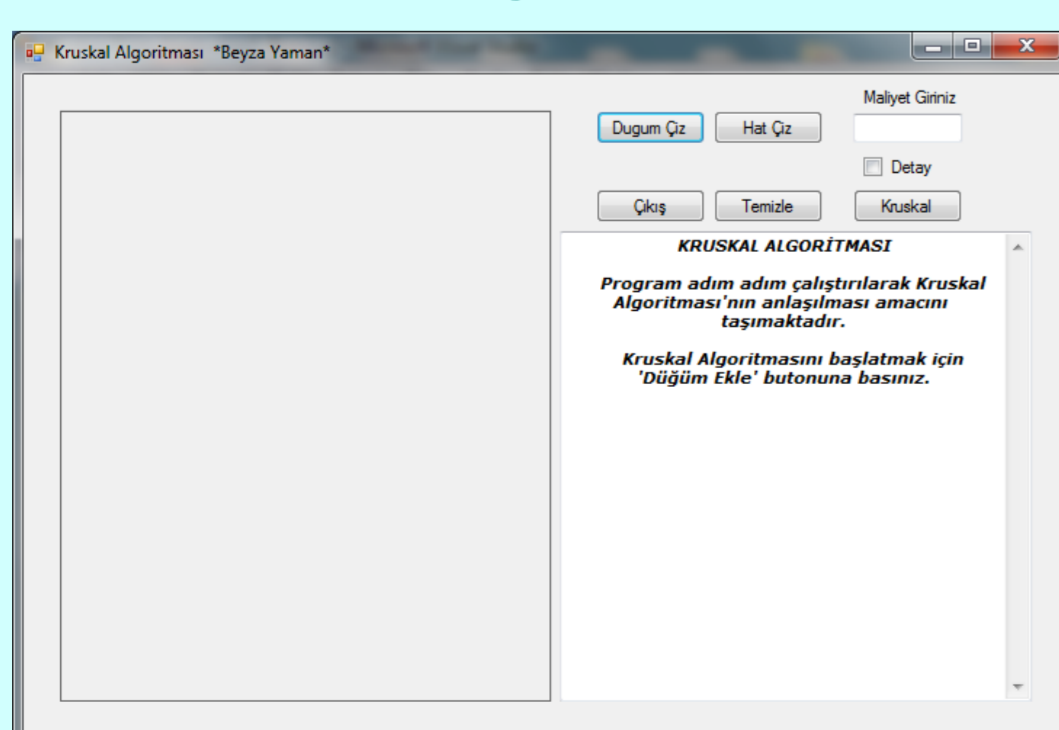 Kruskal Algoritması *Beyza Yaman*
Maliyet Giriniz
Dugum Çiz
Hat Çiz
Detay
Çıkış
Temizle
Kruskal
KRUSKAL ALGORİTMASI
Program adım adım çalıştırılarak Kruskal
Algoritması'nın anlaşılması amacını
taşımaktadır.
Kruskal Algoritmasını başlatmak için
'Düğüm Ekle' butonuna basınız.